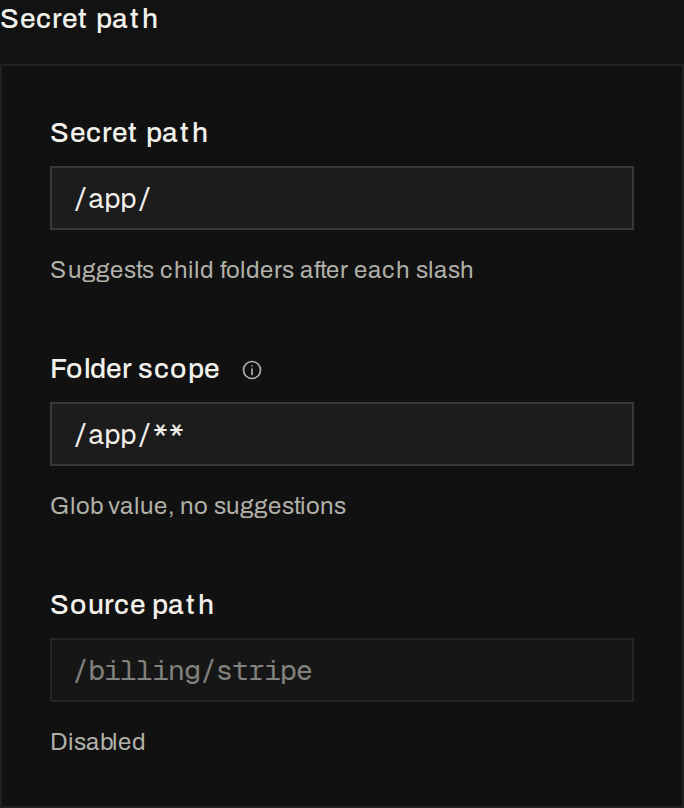 Secret path
Secret path
/app/
Suggests child folders after each slash
Folder scope
/app/**
Glob value, no suggestions
Source path
/billing/stripe
Disabled